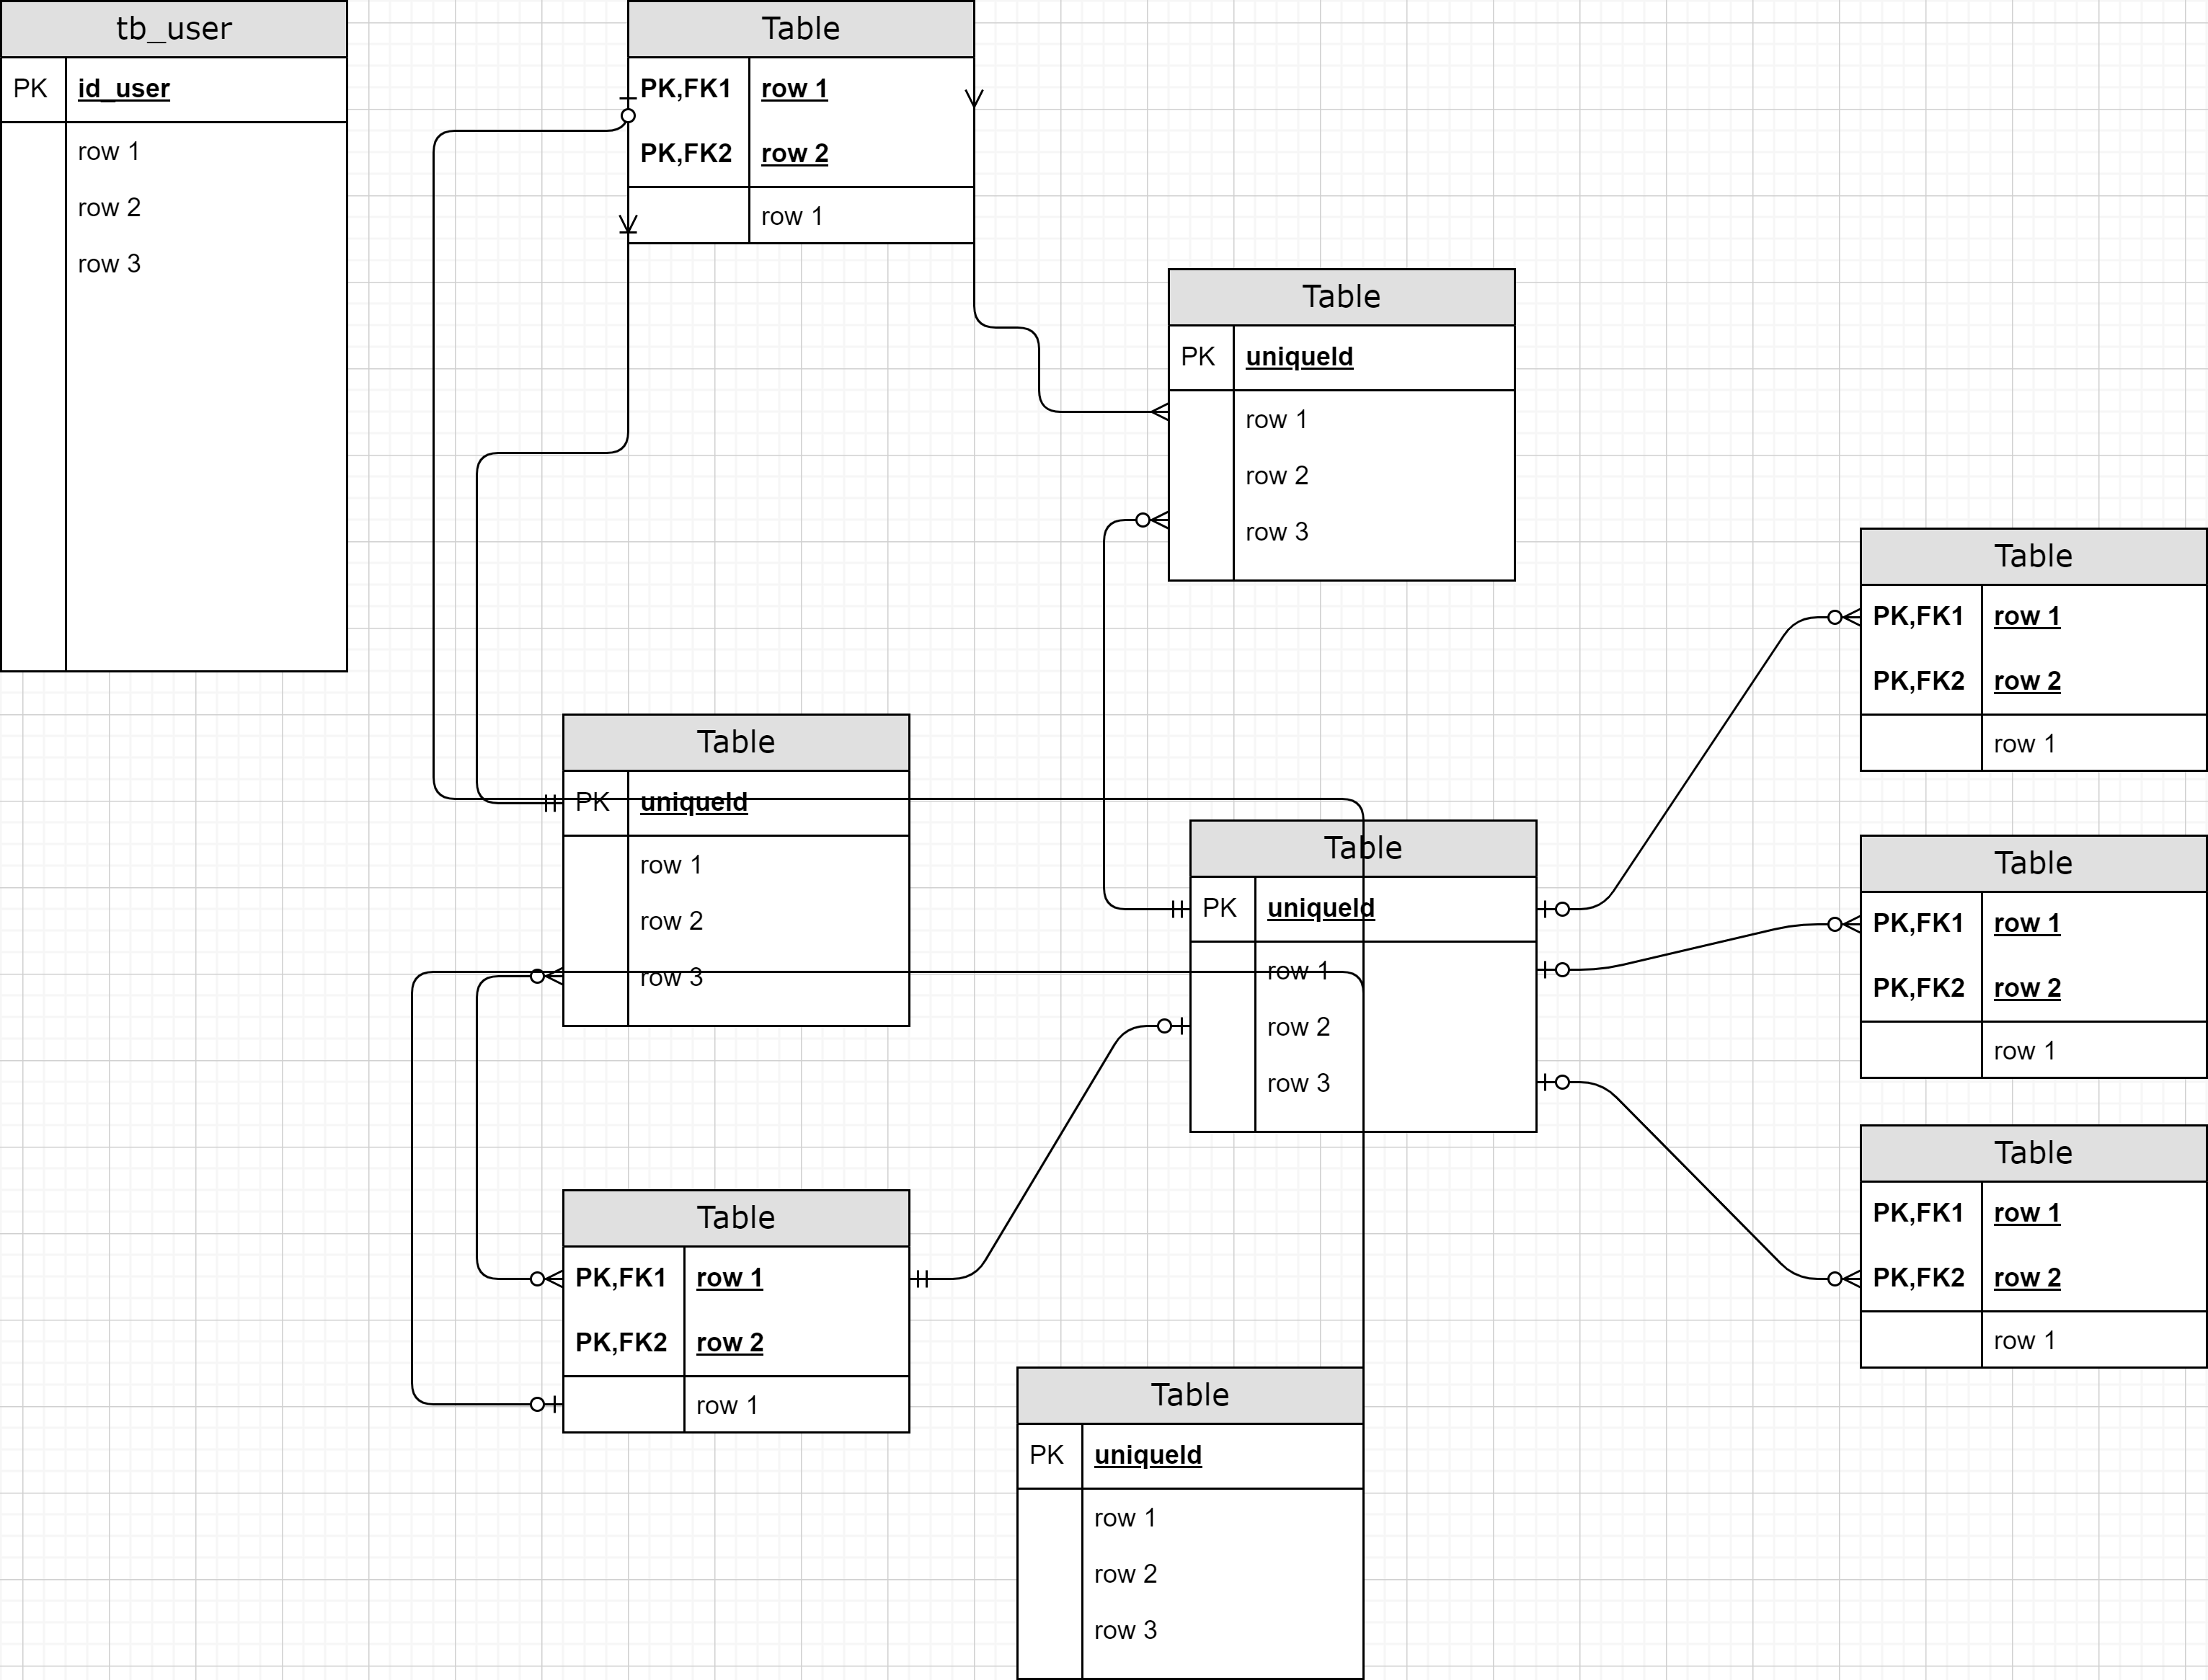 tb_user
PK id_user
row 1
row 2
row 3
Table
PK,FK1 row 1
PK,FK2 row 2
row 1
Table
PK uniqueId
row 1
row 2
row 3
Table
PK,FK1 row 1
PK,FK2 row 2
row 1
Table
PK uniqueId
row 1
row 2
row 3
Table
PK uniqueId
row 1
row 2
row 3
Table
PK,FK1 row 1
PK,FK2 row 2
row 1
Table
PK,FK1 row 1
PK,FK2 row 2
row 1
Table
PK,FK1 row 1
PK,FK2 row 2
row 1
Table
PK uniqueId
row 1
row 2
row 3